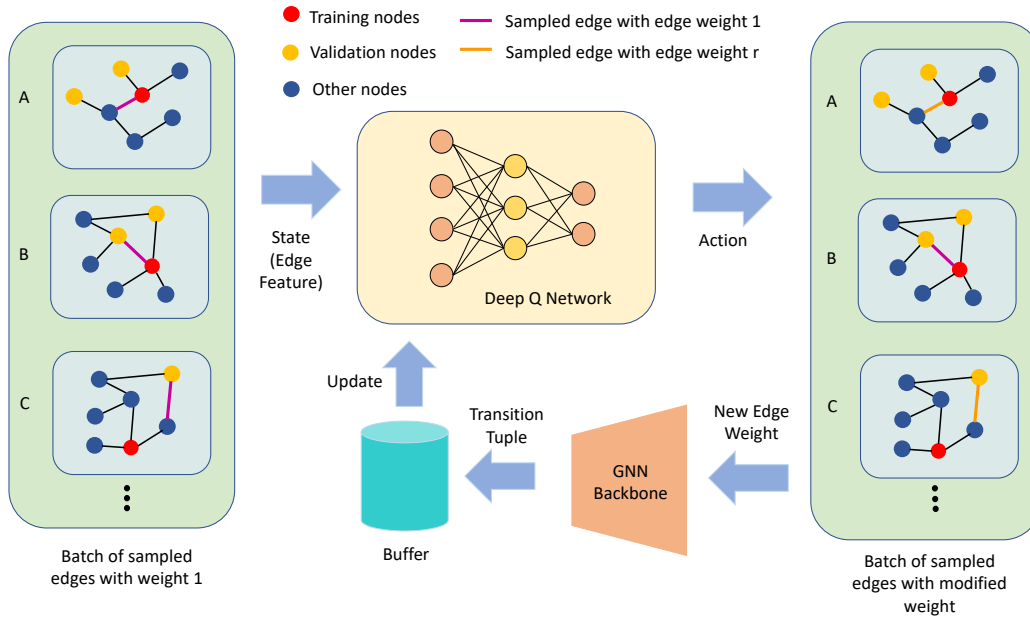 Training nodes
Validation nodes
Other nodes
Sampled edge with edge weight 1
Sampled edge with edge weight r
A
B
C
Batch of sampled
edges with weight 1
State
(Edge
Feature)
Deep Q Network
Action
A
B
C
Batch of sampled
edges with modified
weight
New Edge
Weight
GNN
Backbone
Transition
Tuple
Buffer
Update